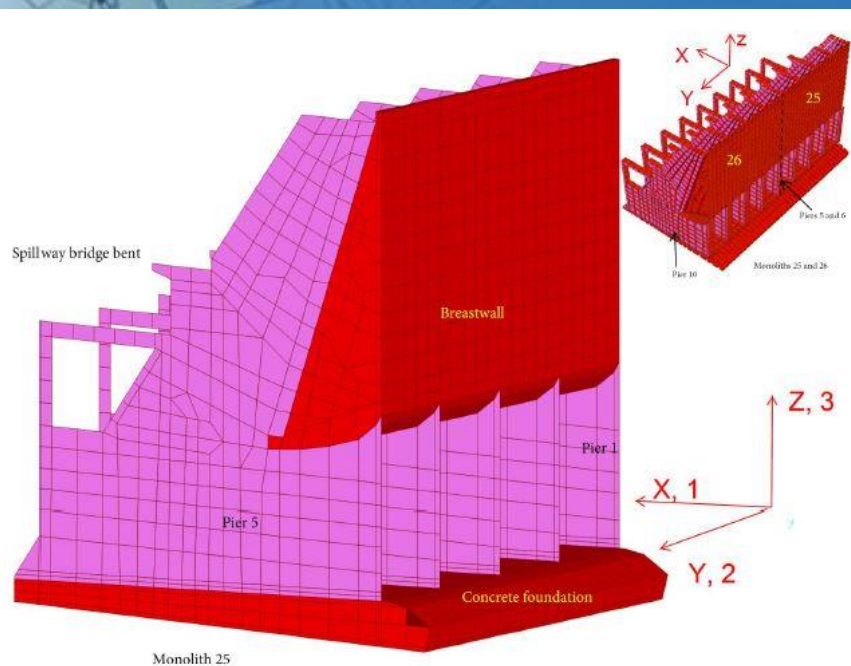 Z
X
Y
25
26
Piers 5 and 6
Pier 10
Monoliths 25 and 26
Spillway bridge bent
Breastwall
Z, 3
Pier 1
X, 1
Pier 5
Y, 2
Concrete foundation
Monolith 25